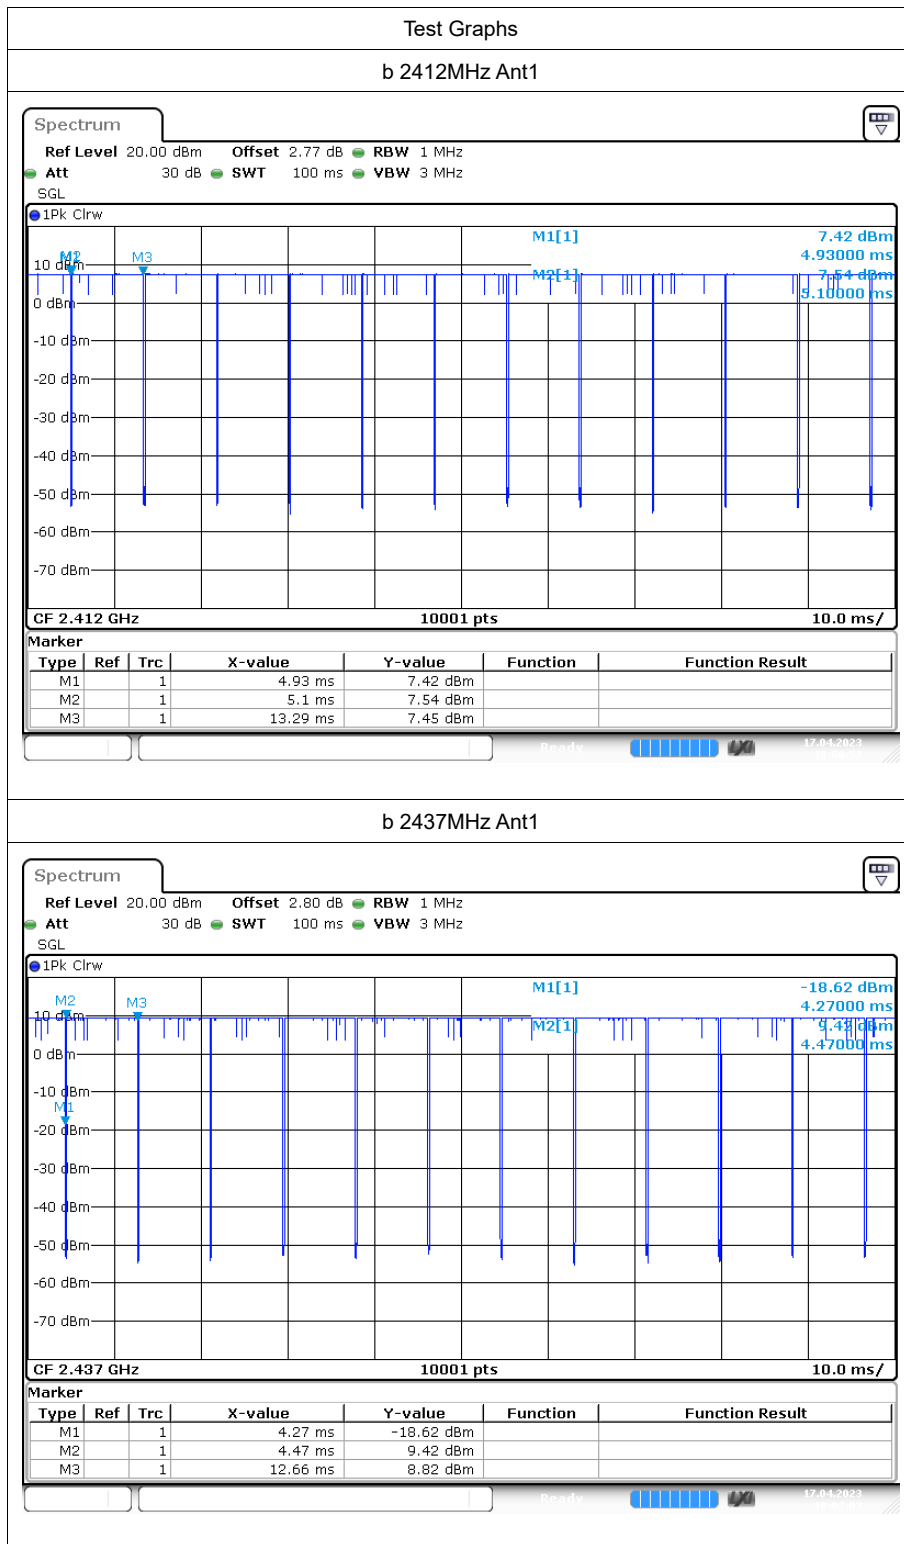 Test Graphs
b 2412MHz Ant1
Spectrum
Ref Level 20.00 dBm Offset 2.77 dB RBW 1 MHz
Att 30 dB SWT 100 ms VBW 3 MHz
SGL
1Pk Clrw
M1[1] 7.42 dBm
4.93000 ms
M2[1] 7.54 dBm
5.10000 ms
M2 M3
10 dBm
0 dBm
-10 dBm
-20 dBm
-30 dBm
-40 dBm
-50 dBm
-60 dBm
-70 dBm
CF 2.412 GHz 10001 pts 10.0 ms/
Marker
Type Ref Trc X-value Y-value Function Function Result
M1 1 4.93 ms 7.42 dBm
M2 1 5.1 ms 7.54 dBm
M3 1 13.29 ms 7.45 dBm
Ready 17.04.2023
b 2437MHz Ant1
Spectrum
Ref Level 20.00 dBm Offset 2.80 dB RBW 1 MHz
Att 30 dB SWT 100 ms VBW 3 MHz
SGL
1Pk Clrw
M1[1] -18.62 dBm
4.27000 ms
M2[1] 9.42 dBm
4.47000 ms
M2 M3
10 dBm
0 dBm
-10 dBm
M1
-20 dBm
-30 dBm
-40 dBm
-50 dBm
-60 dBm
-70 dBm
CF 2.437 GHz 10001 pts 10.0 ms/
Marker
Type Ref Trc X-value Y-value Function Function Result
M1 1 4.27 ms -18.62 dBm
M2 1 4.47 ms 9.42 dBm
M3 1 12.66 ms 8.82 dBm
Ready 17.04.2023